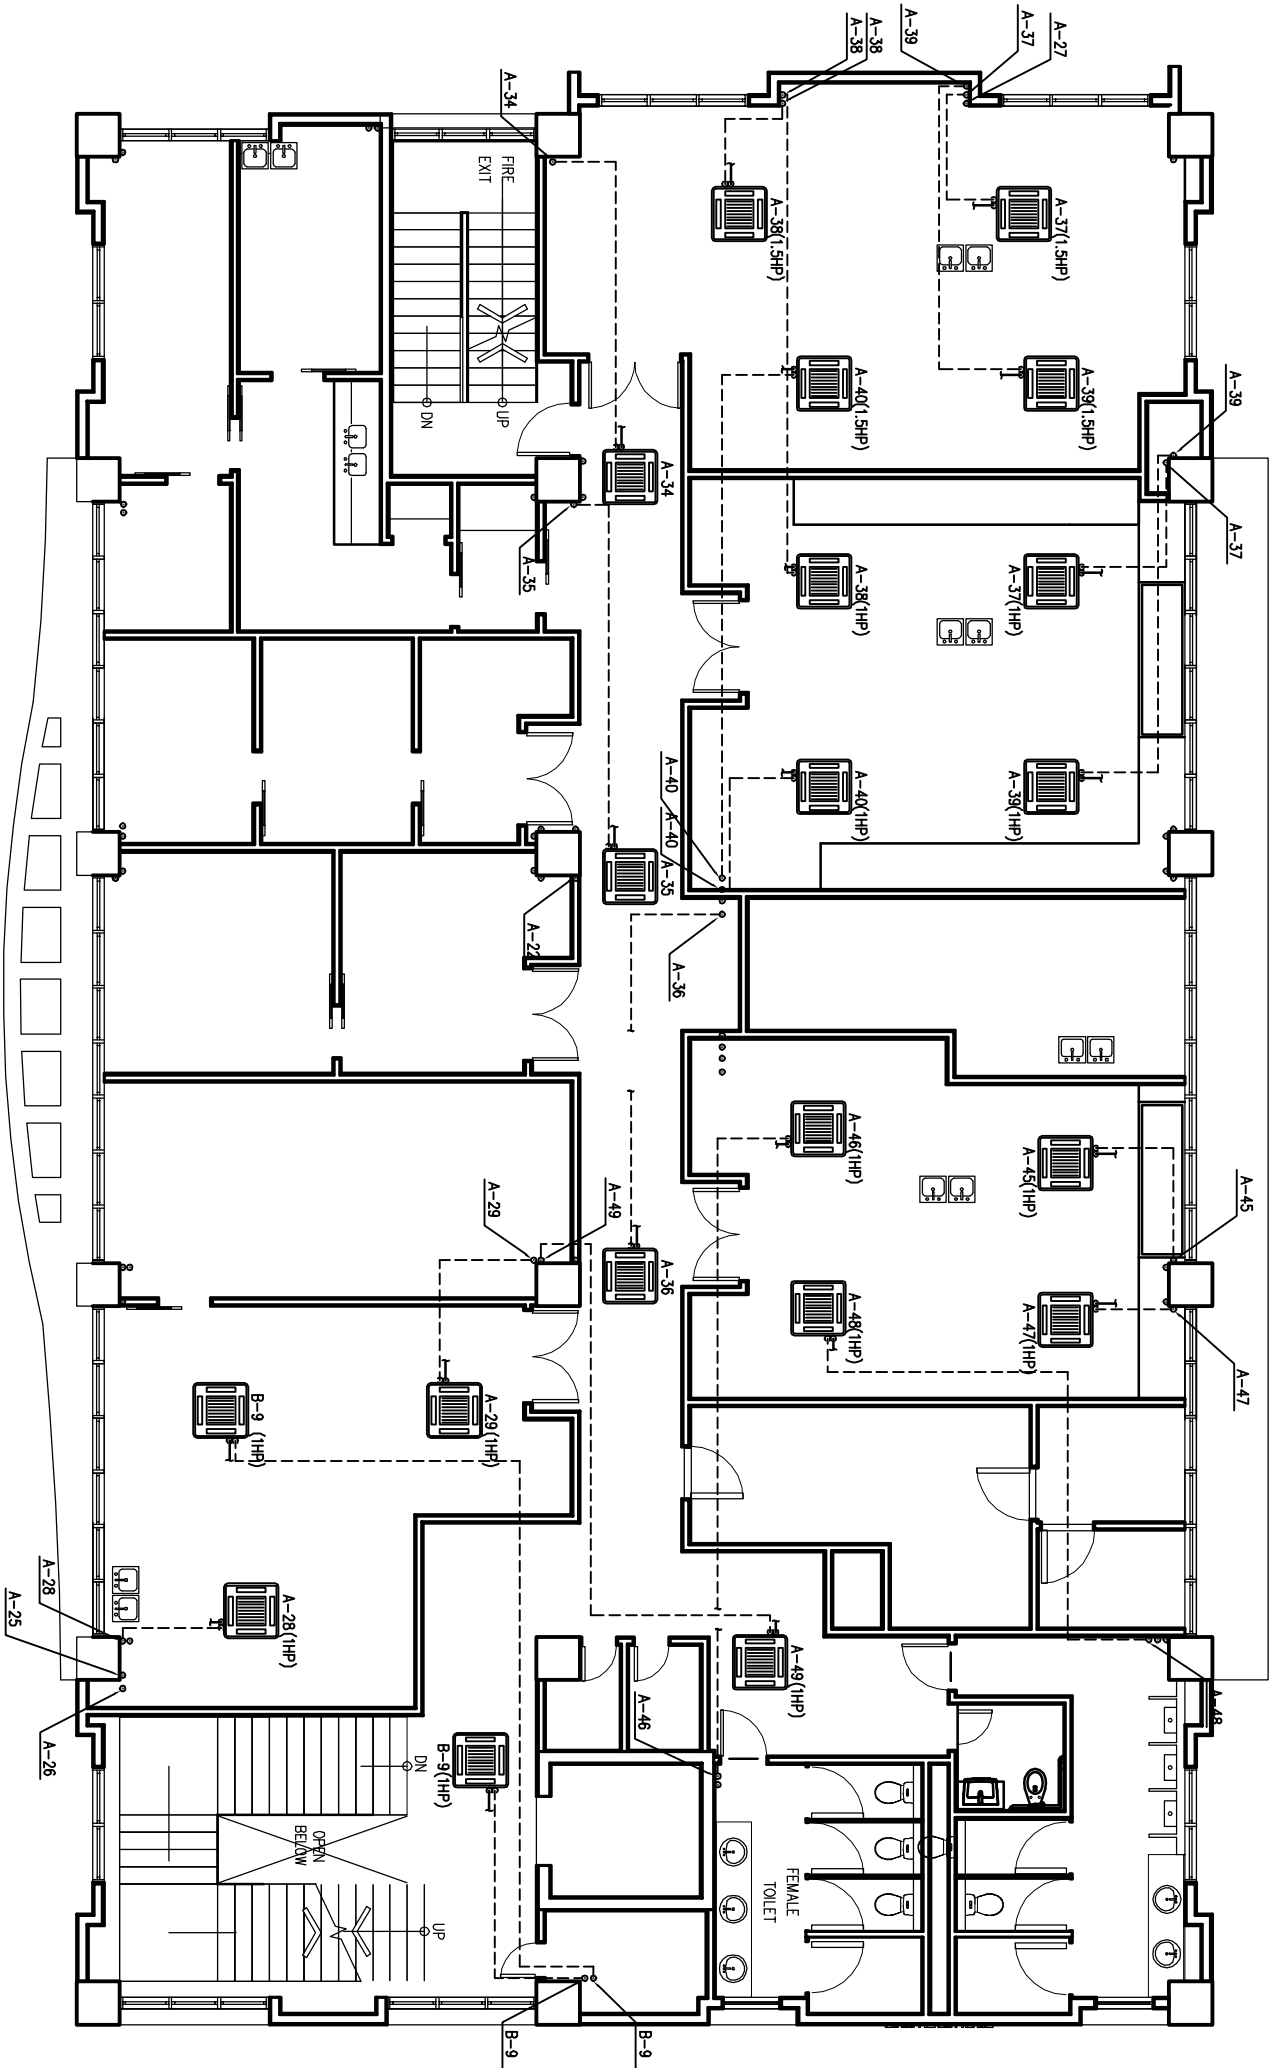 A-38
A-38
A-39
A-37
A-27
A-34
FIRE
EXIT
A-38(1.5HP)
A-37(1.5HP)
A-40(1.5HP)
A-39(1.5HP)
A-39
UP
DN
A-34
A-35
A-37
A-38(1HP)
A-37(1HP)
A-40
A-40
A-40(1HP)
A-39(1HP)
A-35
A-22
A-36
A-46(1HP)
A-45(1HP)
A-45
A-29
A-49
A-36
A-48(1HP)
A-47(1HP)
A-47
B-9 (1HP)
A-29(1HP)
A-28
A-25
A-28(1HP)
A-26
A-49(1HP)
A-46
A-48
B-9(1HP)
DN
OPEN
BELOW
UP
FEMALE
TOILET
B-9
B-9